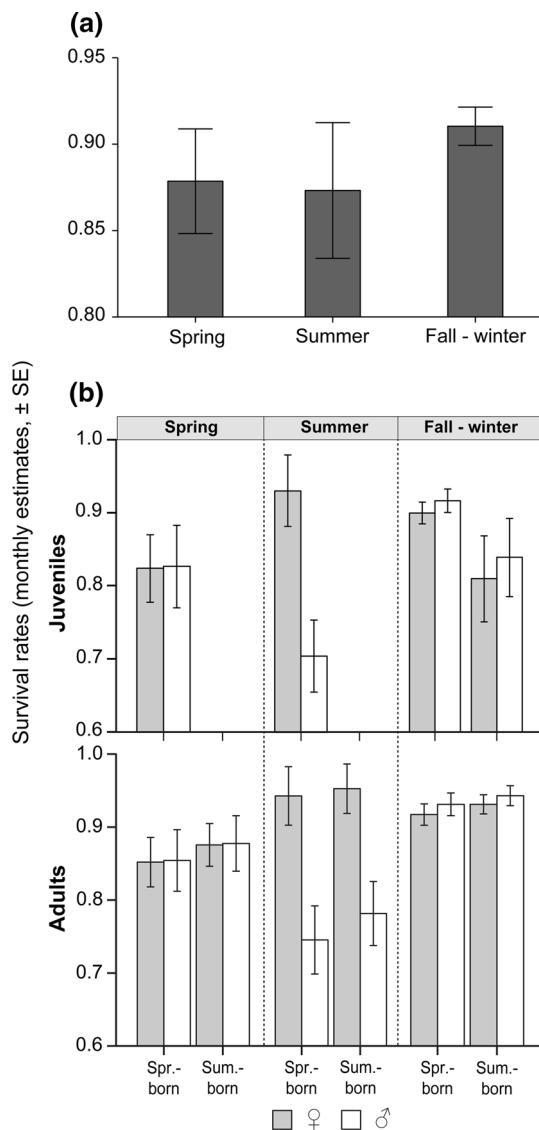 (a)
0.95
0.90
0.85
0.80
Spring Summer Fall - winter
Survival rates (monthly estimates, ± SE)
(b)
Spring Summer Fall - winter
Juveniles
1.0
0.9
0.8
0.7
0.6
Adults
1.0
0.9
0.8
0.7
0.6
Spr.- Sum.- Spr.- Sum.- Spr.- Sum.-
born born born born born born
♀ ♂